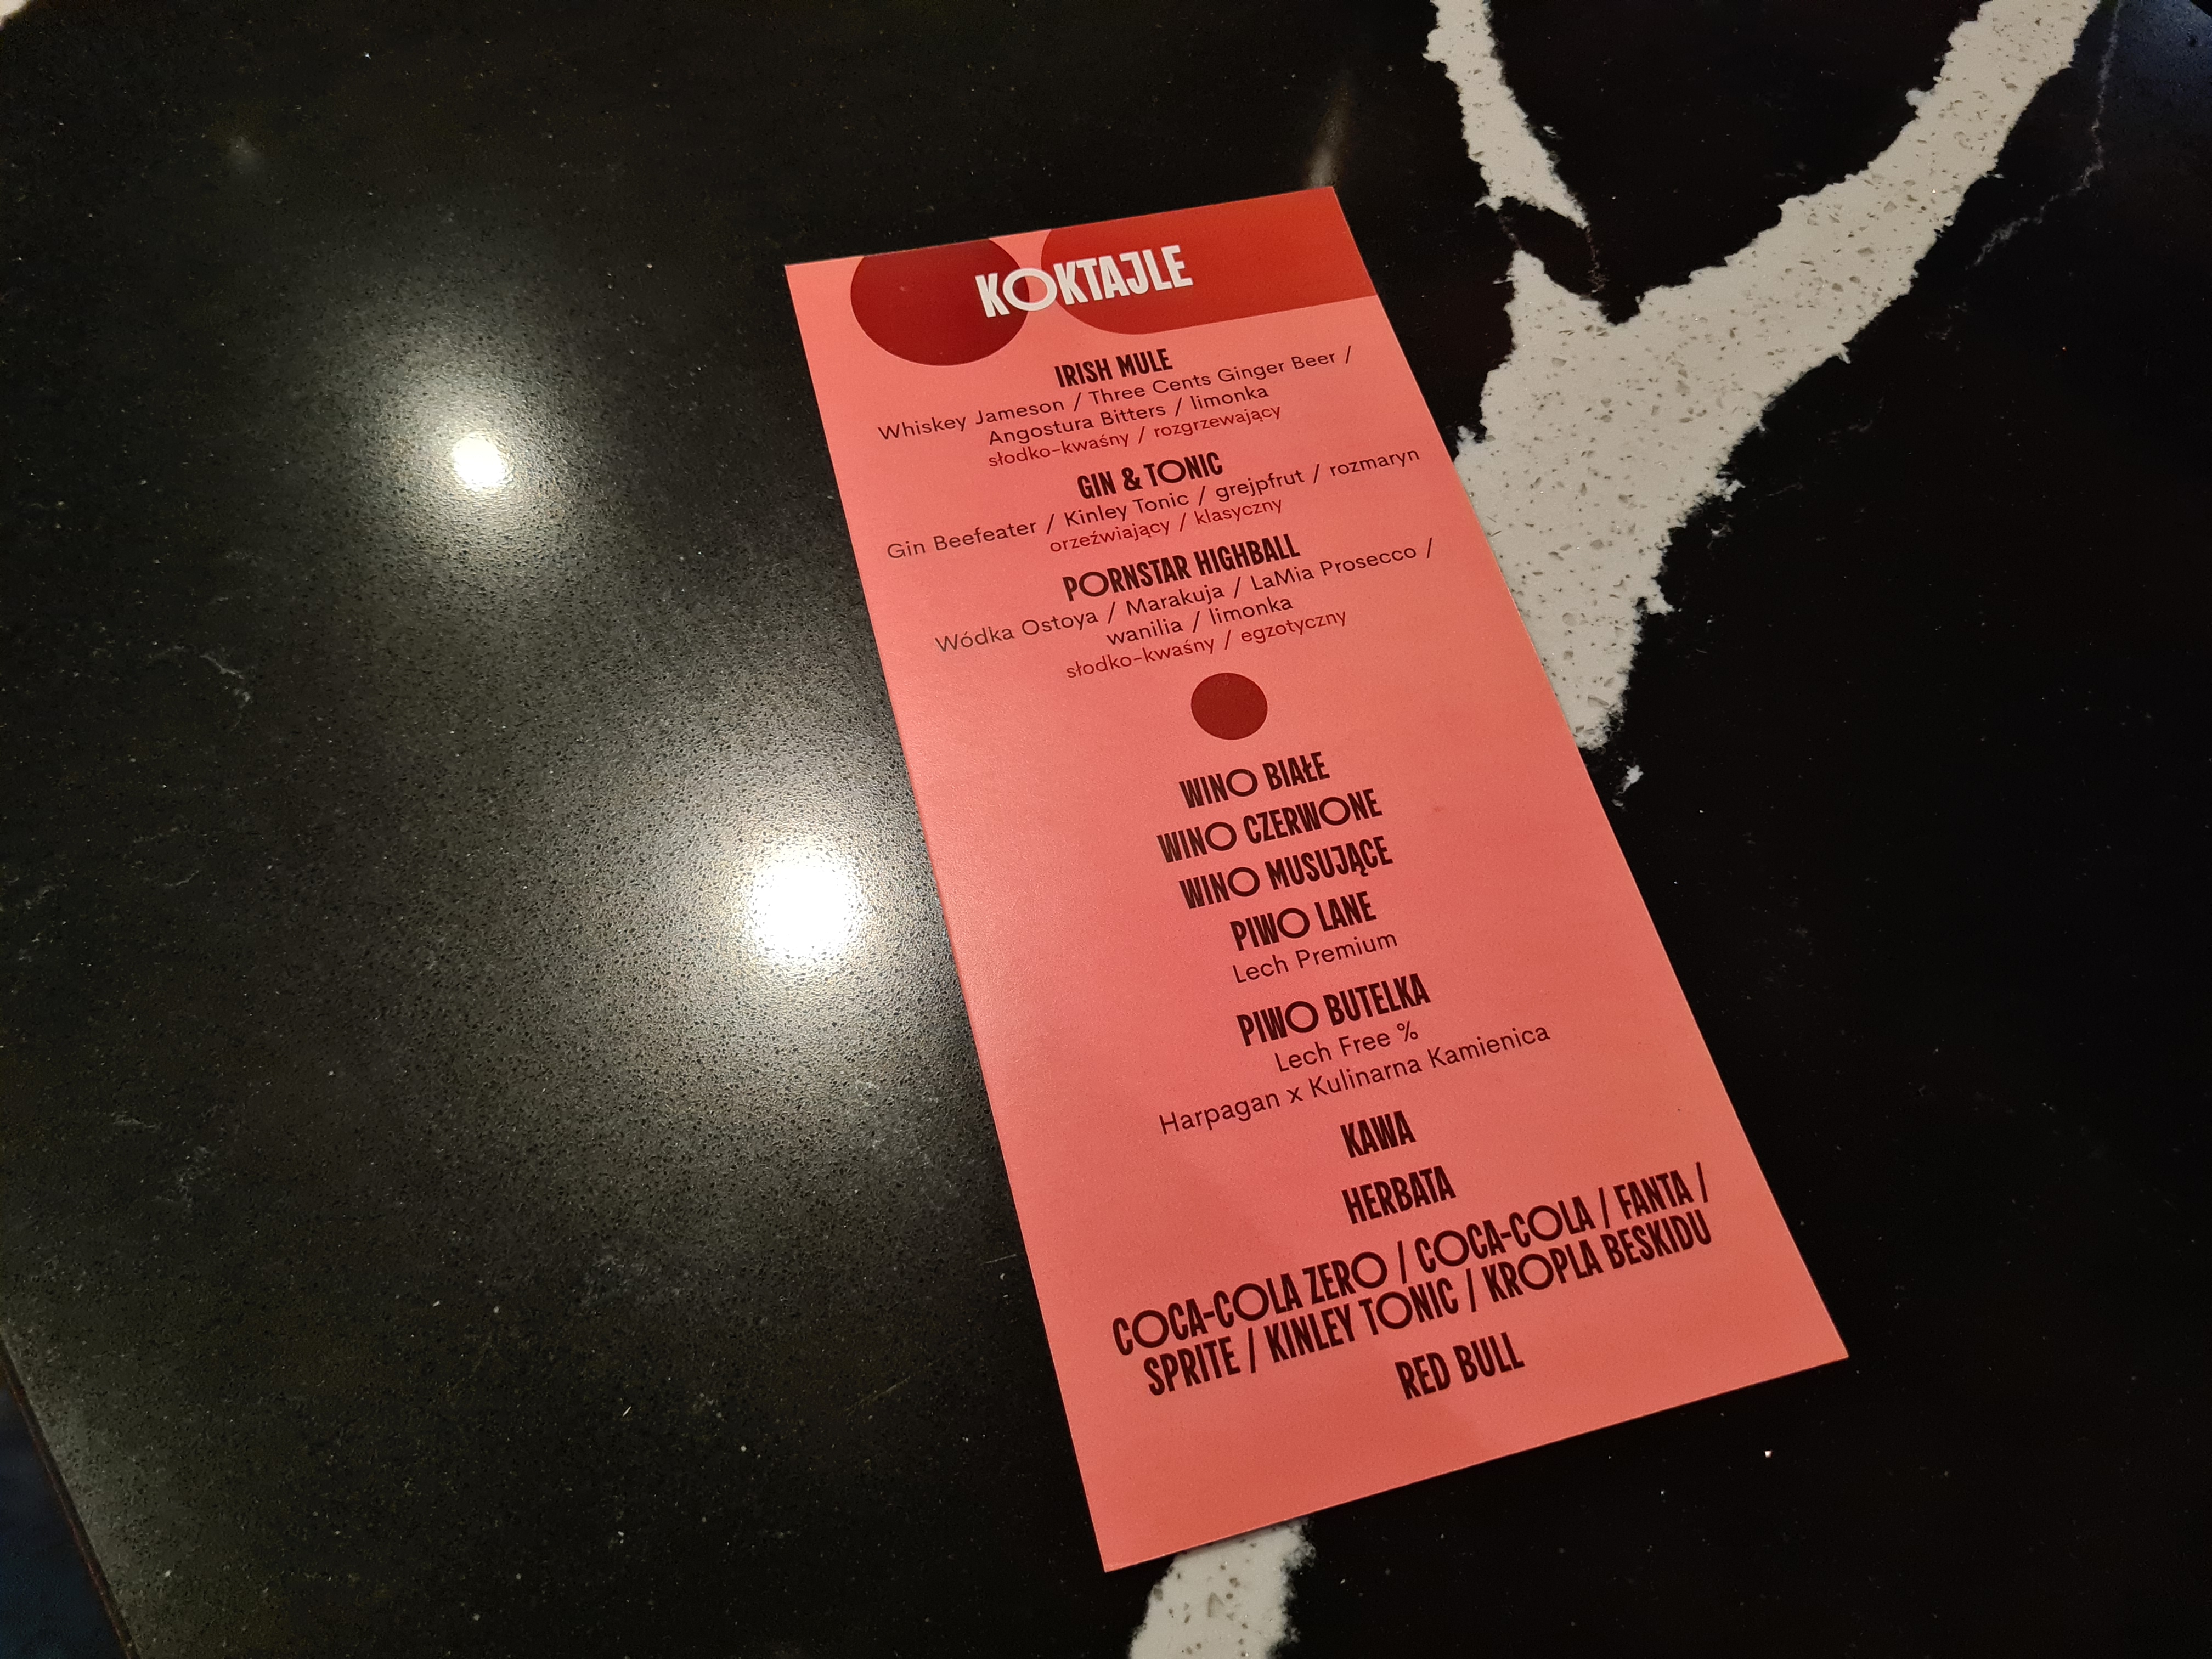 KOKTAJLE
IRISH MULE
Whiskey Jameson / Three Cents Ginger Beer /
Angostura Bitters / limonka
słodko-kwaśny / rozgrzewający
GIN & TONIC
Gin Beefeater / Kinley Tonic / grejpfrut / rozmaryn
orzeźwiający / klasyczny
PORNSTAR HIGHBALL
Wódka Ostoya / Marakuja / LaMia Prosecco /
wanilia / limonka
słodko-kwaśny / egzotyczny
WINO BIAŁE
WINO CZERWONE
WINO MUSUJĄCE
PIWO LANE
Lech Premium
PIWO BUTELKA
Lech Free %
Harpagan x Kulinarna Kamienica
KAWA
HERBATA
COCA-COLA ZERO / COCA-COLA / FANTA /
SPRITE / KINLEY TONIC / KROPLA BESKIDU
RED BULL